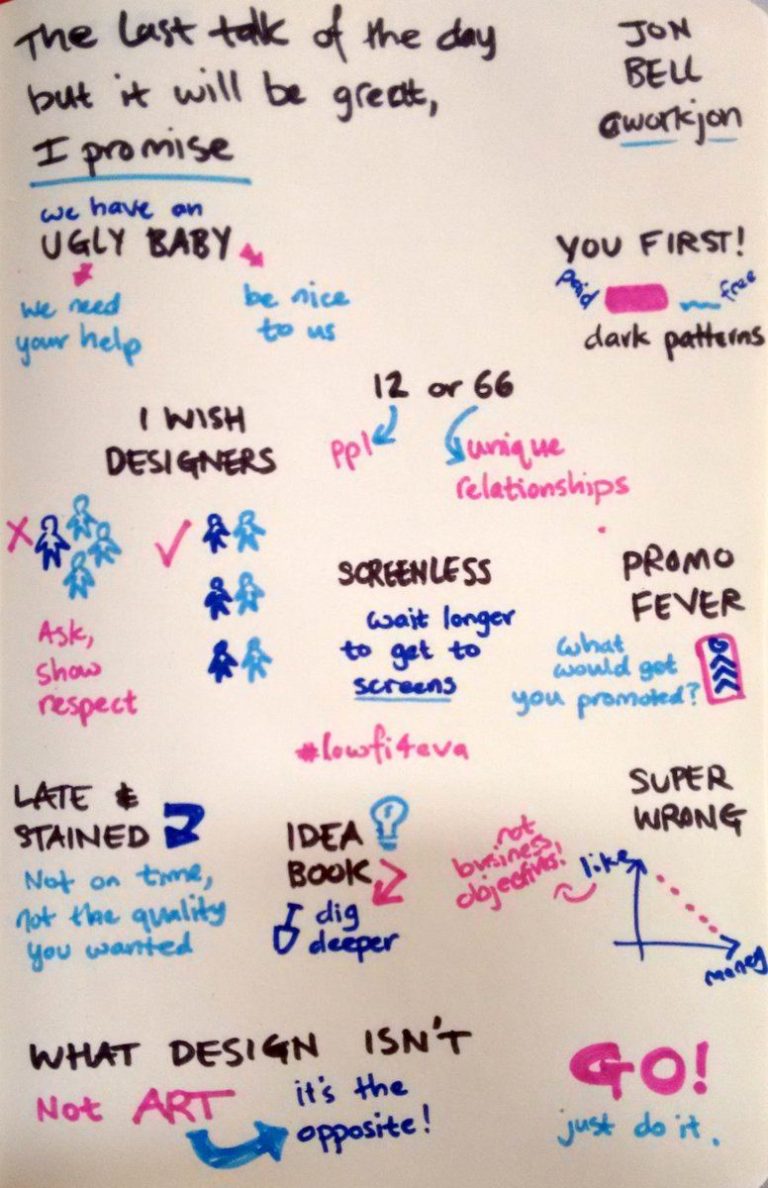 The last talk of the day
but it will be great,
I promise
JON
BELL
@workjon
we have an
UGLY BABY
we need
your help
be nice
to us
YOU FIRST!
paid
free
dark patterns
12 or 66
ppl
unique
relationships
I WISH
DESIGNERS
Ask,
show
respect
SCREENLESS
wait longer
to get to
screens
#lowfi4eva
PROMO
FEVER
what
would get
you promoted?
LATE &
STAINED
Not on time,
not the quality
you wanted
IDEA
BOOK
dig
deeper
SUPER
WRONG
not
business
objectives!
like
money
WHAT DESIGN ISN'T
Not ART
it's the
opposite!
GO!
just do it.